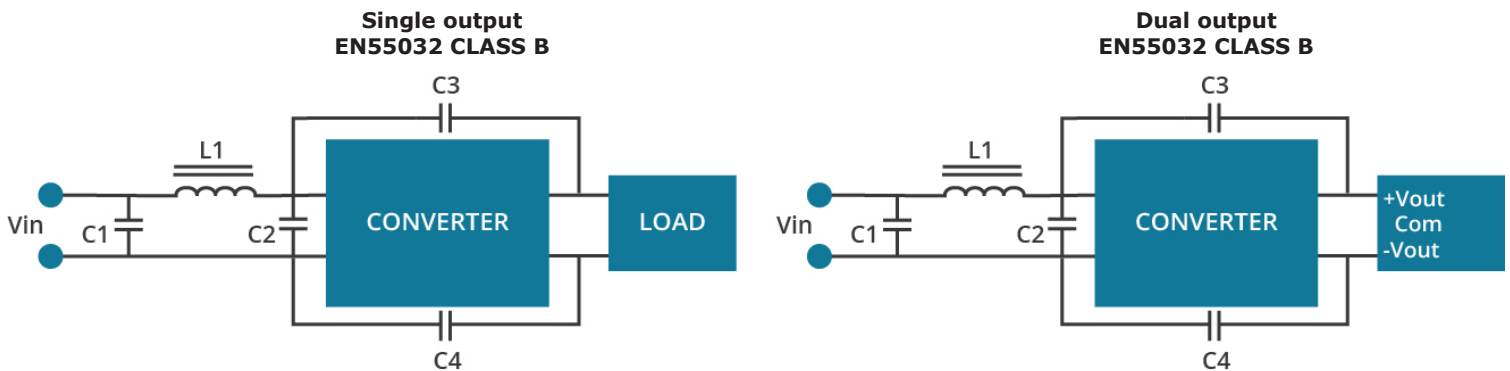 Single output
EN55032 CLASS B
C3
L1
Vin
C1
C2
CONVERTER
LOAD
C4
Dual output
EN55032 CLASS B
C3
L1
Vin
C1
C2
CONVERTER
+Vout
Com
-Vout
C4